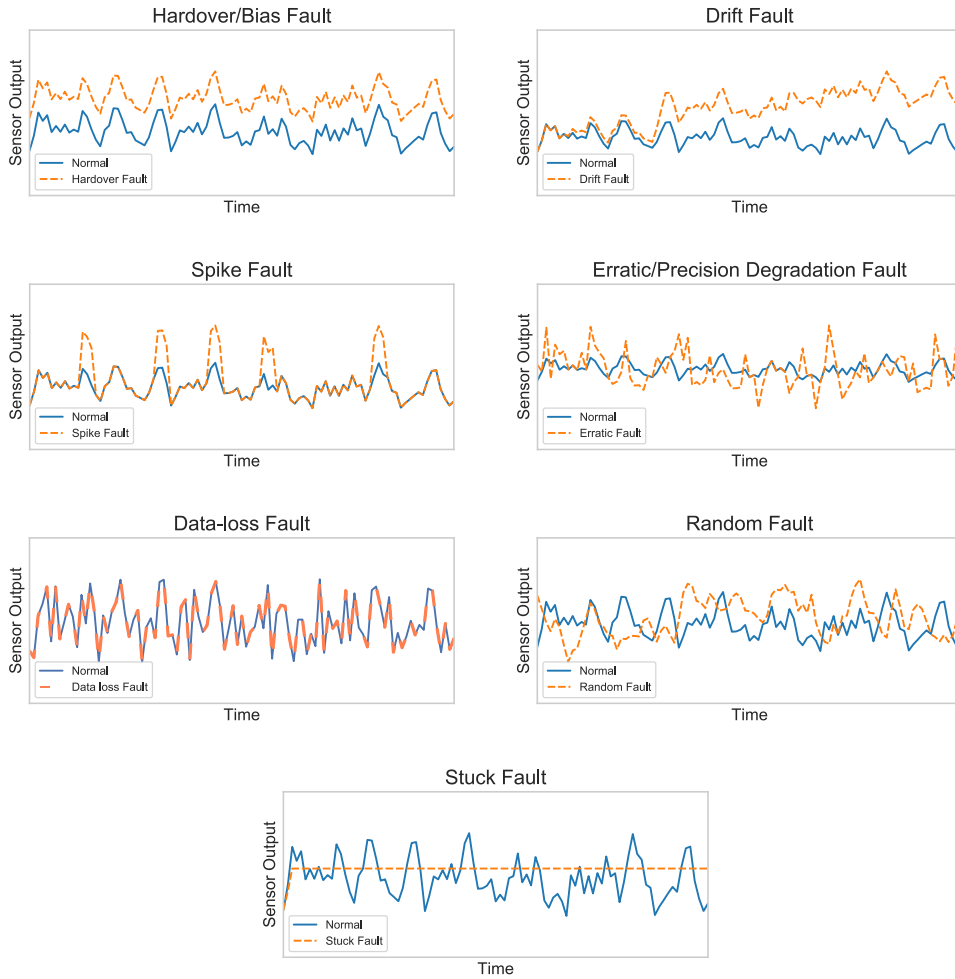 Hardover/Bias Fault
Sensor Output
Normal
Hardover Fault
Time
Drift Fault
Sensor Output
Normal
Drift Fault
Time
Spike Fault
Sensor Output
Normal
Spike Fault
Time
Erratic/Precision Degradation Fault
Sensor Output
Normal
Erratic Fault
Time
Data-loss Fault
Sensor Output
Normal
Data loss Fault
Time
Random Fault
Sensor Output
Normal
Random Fault
Time
Stuck Fault
Sensor Output
Normal
Stuck Fault
Time